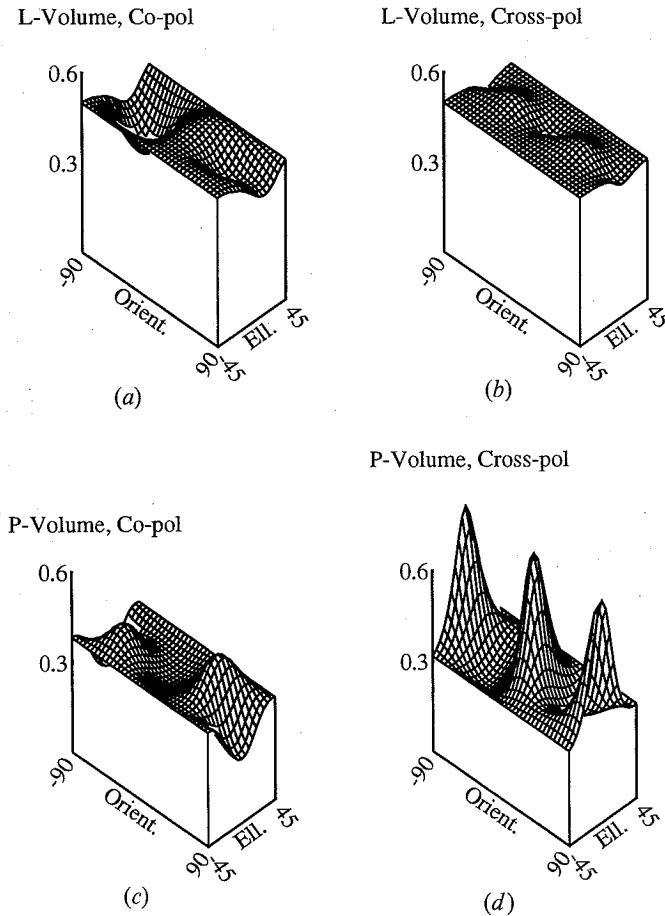 L-Volume, Co-pol
L-Volume, Cross-pol
0.6
0.3
-90
Orient.
90
-45
Ell.
45
(a)
0.6
0.3
-90
Orient.
90
-45
Ell.
45
(b)
P-Volume, Co-pol
P-Volume, Cross-pol
0.6
0.3
-90
Orient.
90
-45
Ell.
45
(c)
0.6
0.3
-90
Orient.
90
-45
Ell.
45
(d)